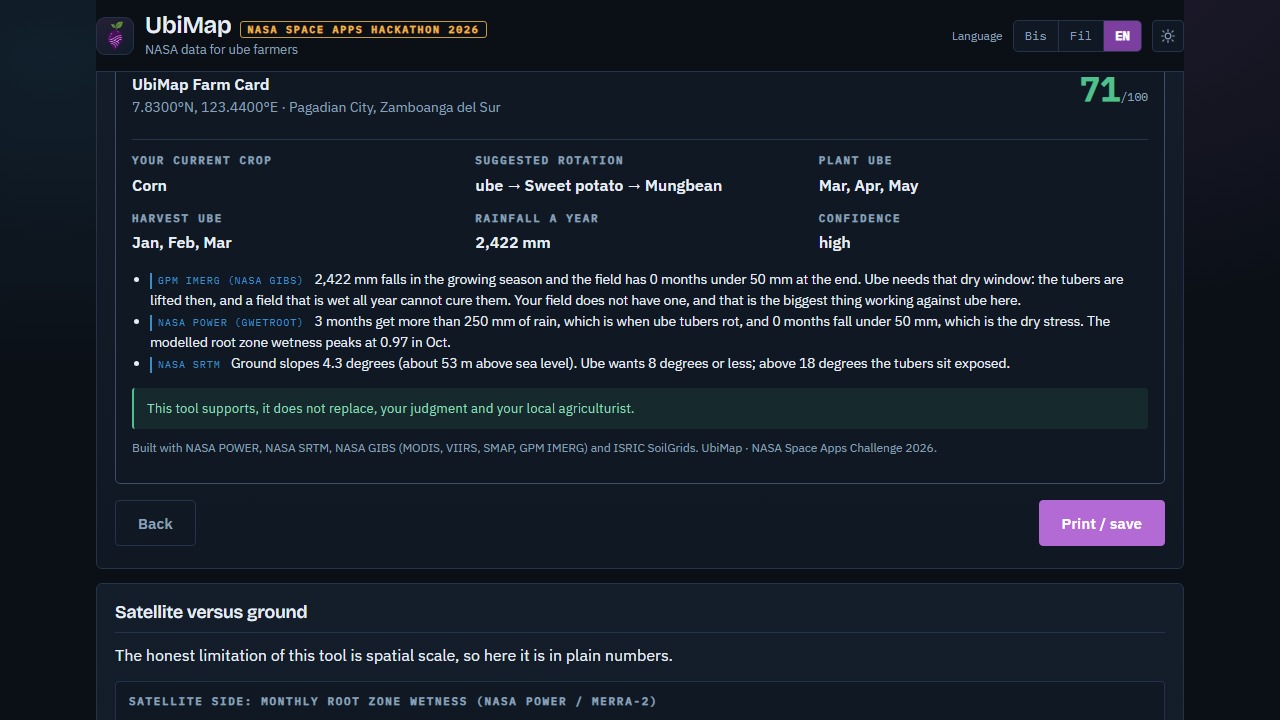 UbiMap NASA SPACE APPS HACKATHON 2026
NASA data for ube farmers
Language Bis Fil EN
UbiMap Farm Card
7.8300°N, 123.4400°E · Pagadian City, Zamboanga del Sur
71/100
YOUR CURRENT CROP
Corn
SUGGESTED ROTATION
ube → Sweet potato → Mungbean
PLANT UBE
Mar, Apr, May
HARVEST UBE
Jan, Feb, Mar
RAINFALL A YEAR
2,422 mm
CONFIDENCE
high
GPM IMERG (NASA GIBS) 2,422 mm falls in the growing season and the field has 0 months under 50 mm at the end. Ube needs that dry window: the tubers are
lifted then, and a field that is wet all year cannot cure them. Your field does not have one, and that is the biggest thing working against ube here.
NASA POWER (GWETROOT) 3 months get more than 250 mm of rain, which is when ube tubers rot, and 0 months fall under 50 mm, which is the dry stress. The
modelled root zone wetness peaks at 0.97 in Oct.
NASA SRTM Ground slopes 4.3 degrees (about 53 m above sea level). Ube wants 8 degrees or less; above 18 degrees the tubers sit exposed.
This tool supports, it does not replace, your judgment and your local agriculturist.
Built with NASA POWER, NASA SRTM, NASA GIBS (MODIS, VIIRS, SMAP, GPM IMERG) and ISRIC SoilGrids. UbiMap · NASA Space Apps Challenge 2026.
Back
Print / save
Satellite versus ground
The honest limitation of this tool is spatial scale, so here it is in plain numbers.
SATELLITE SIDE: MONTHLY ROOT ZONE WETNESS (NASA POWER / MERRA-2)